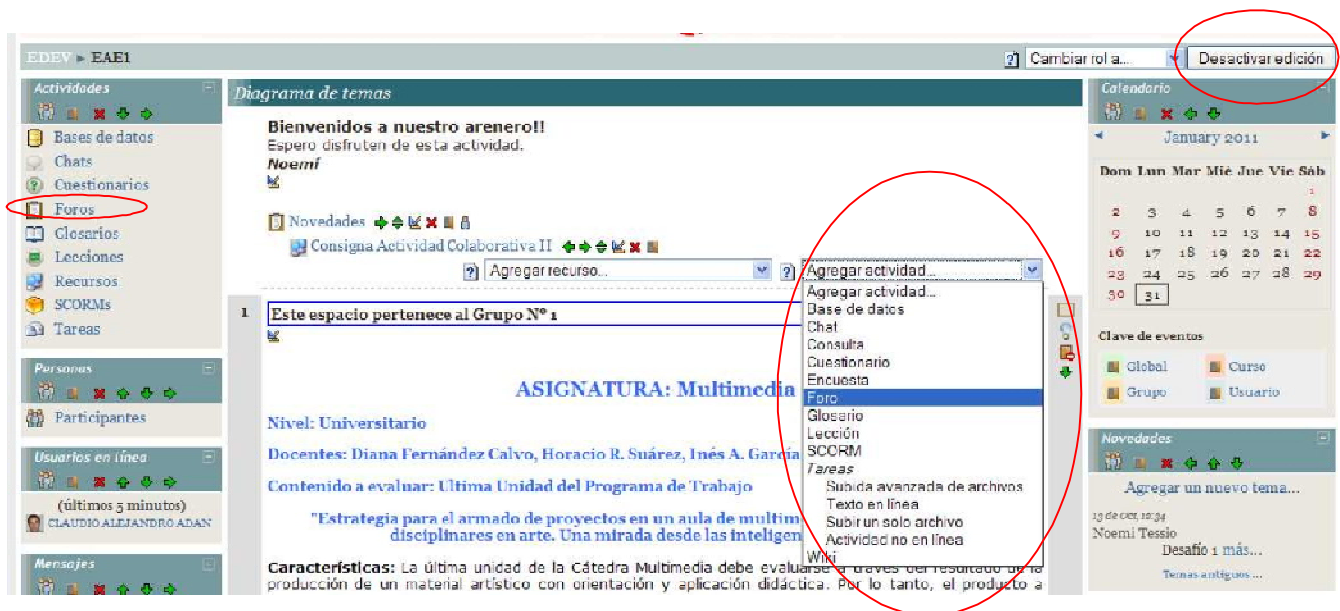 EDEV ► EAE1
Cambiar rol a...
Desactivar edición
Actividades
Bases de datos
Chats
Cuestionarios
Foros
Glosarios
Lecciones
Recursos
SCORMs
Tareas
Personas
Participantes
Usuarios en línea
(últimos 5 minutos)
CLAUDIO ALEJANDRO ADAN
Mensajes
Diagrama de temas
Bienvenidos a nuestro arenero!!
Espero disfruten de esta actividad.
Noemí
Novedades
Consigna Actividad Colaborativa II
Agregar recurso...
Agregar actividad...
Agregar actividad...
Base de datos
Chat
Consulta
Cuestionario
Encuesta
Foro
Glosario
Lección
SCORM
Tareas
Subida avanzada de archivos
Texto en línea
Subir un solo archivo
Actividad no en línea
Wiki
1
Este espacio pertenece al Grupo Nº 1
ASIGNATURA: Multimedia
Nivel: Universitario
Docentes: Diana Fernández Calvo, Horacio R. Suárez, Inés A. García
Contenido a evaluar: Ultima Unidad del Programa de Trabajo
"Estrategia para el armado de proyectos en un aula de
disciplinares en arte. Una mirada desde las
Características: La última unidad de la Cátedra Multimedia debe evaluarse a través del resultado de la
producción de un material artístico con orientación y aplicación didáctica. Por lo tanto, el producto a
Calendario
January 2011
Dom Lun Mar Mié Jue Vie Sáb
1
2 3 4 5 6 7 8
9 10 11 12 13 14 15
16 17 18 19 20 21 22
23 24 25 26 27 28 29
30 31
Clave de eventos
Global
Curso
Grupo
Usuario
Novedades
Agregar un nuevo tema...
Noemi Tessio
Desafío 1 más...
Temas antiguos ...